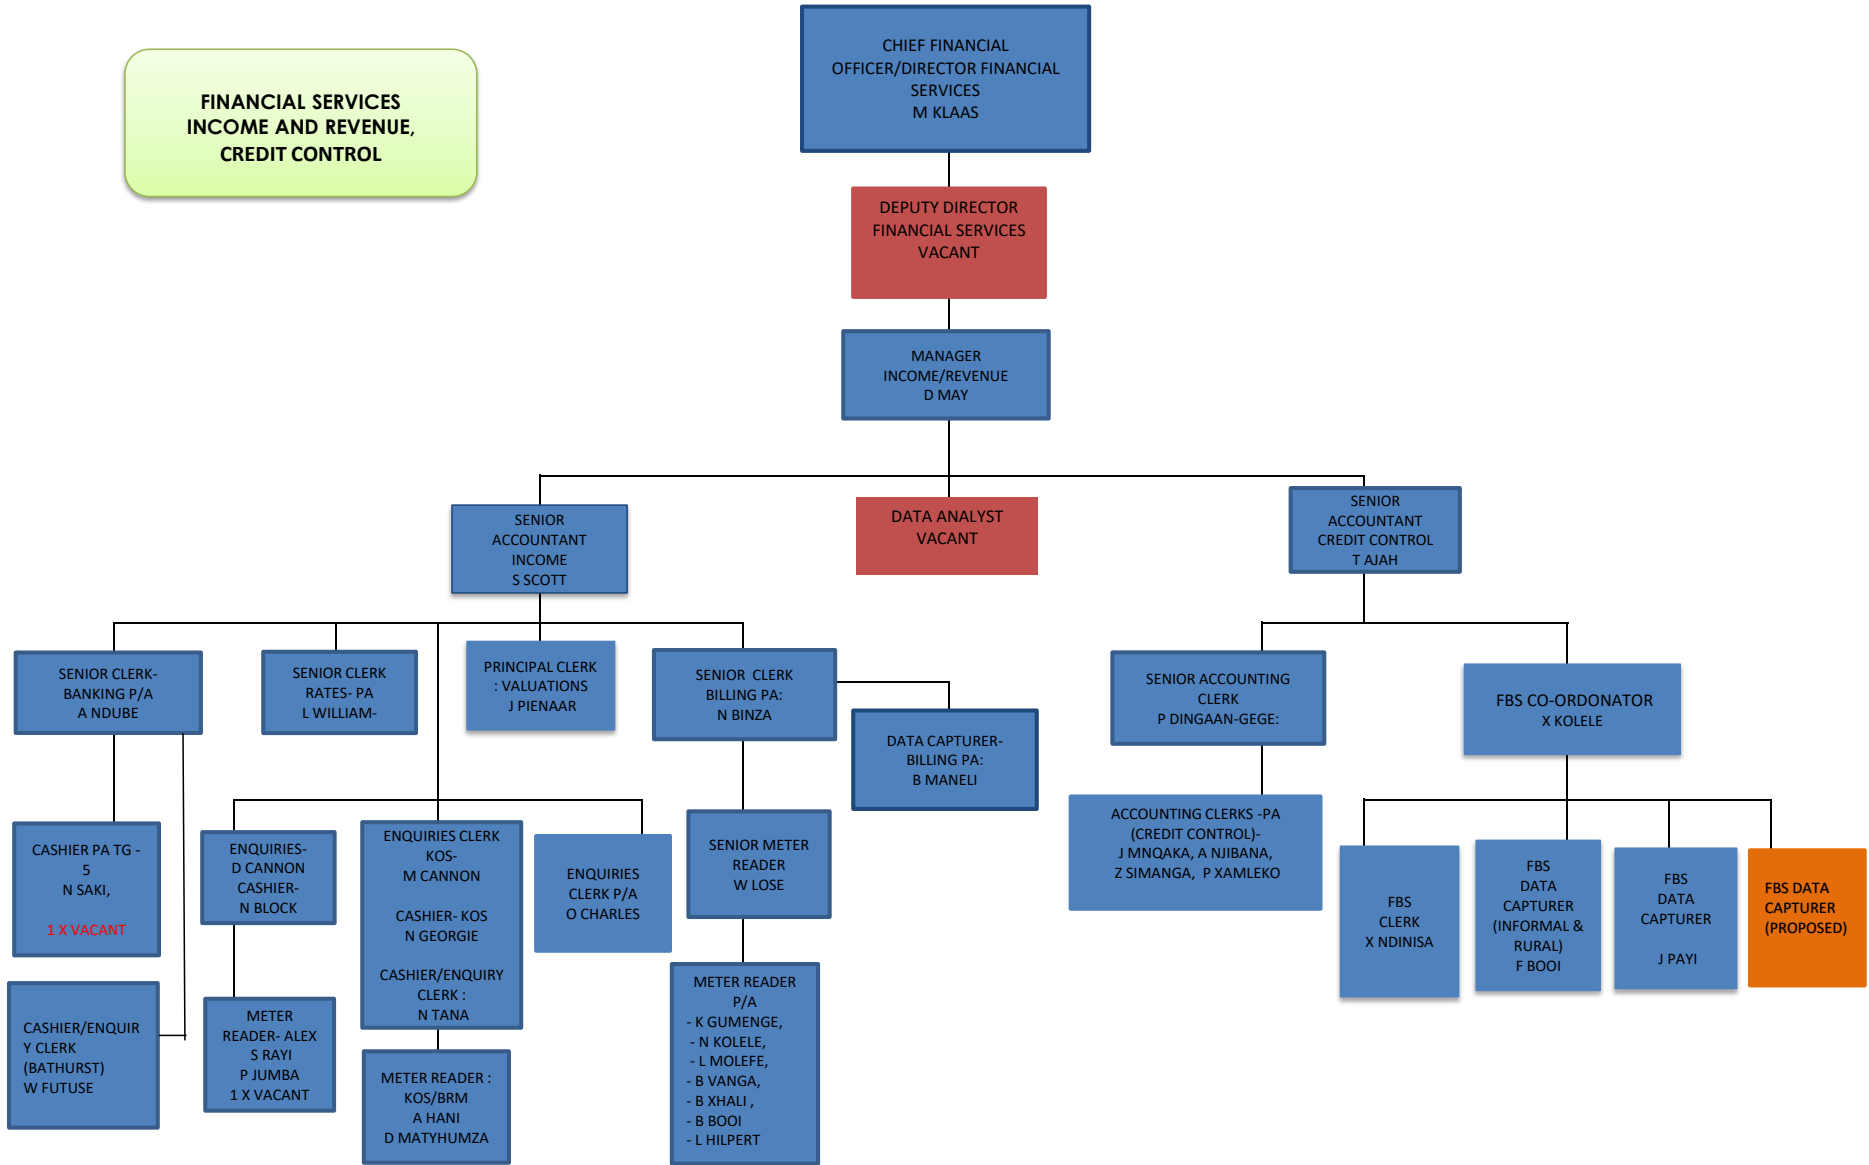 FINANCIAL SERVICES
INCOME AND REVENUE,
CREDIT CONTROL
CHIEF FINANCIAL
OFFICER/DIRECTOR FINANCIAL
SERVICES
M KLAAS
DEPUTY DIRECTOR
FINANCIAL SERVICES
VACANT
MANAGER
INCOME/REVENUE
D MAY
SENIOR
ACCOUNTANT
INCOME
S SCOTT
DATA ANALYST
VACANT
SENIOR
ACCOUNTANT
CREDIT CONTROL
T AJAH
SENIOR CLERK-
BANKING P/A
A NDUBE
SENIOR CLERK
RATES- PA
L WILLIAM-
PRINCIPAL CLERK
: VALUATIONS
J PIENAAR
SENIOR CLERK
BILLING PA:
N BINZA
DATA CAPTURER-
BILLING PA:
B MANELI
SENIOR ACCOUNTING
CLERK
P DINGAAN-GEGE:
FBS CO-ORDONATOR
X KOLELE
CASHIER PA TG -
5
N SAKI,
1 X VACANT
ENQUIRIES-
D CANNON
CASHIER-
N BLOCK
ENQUIRIES CLERK
KOS-
M CANNON
CASHIER- KOS
N GEORGIE
CASHIER/ENQUIRY
CLERK :
N TANA
ENQUIRIES
CLERK P/A
O CHARLES
SENIOR METER
READER
W LOSE
ACCOUNTING CLERKS -PA
(CREDIT CONTROL)-
J MNQAKA, A NJIBANA,
Z SIMANGA, P XAMLEKO
FBS
CLERK
X NDINISA
FBS
DATA
CAPTURER
(INFORMAL &
RURAL)
F BOOI
FBS
DATA
CAPTURER
J PAYI
FBS DATA
CAPTURER
(PROPOSED)
CASHIER/ENQUIR
Y CLERK
(BATHURST)
W FUTUSE
METER
READER- ALEX
S RAYI
P JUMBA
1 X VACANT
METER READER :
KOS/BRM
A HANI
D MATYHUMZA
METER READER
P/A
- K GUMENGE,
- N KOLELE,
- L MOLEFE,
- B VANGA,
- B XHALI ,
- B BOOI
- L HILPERT